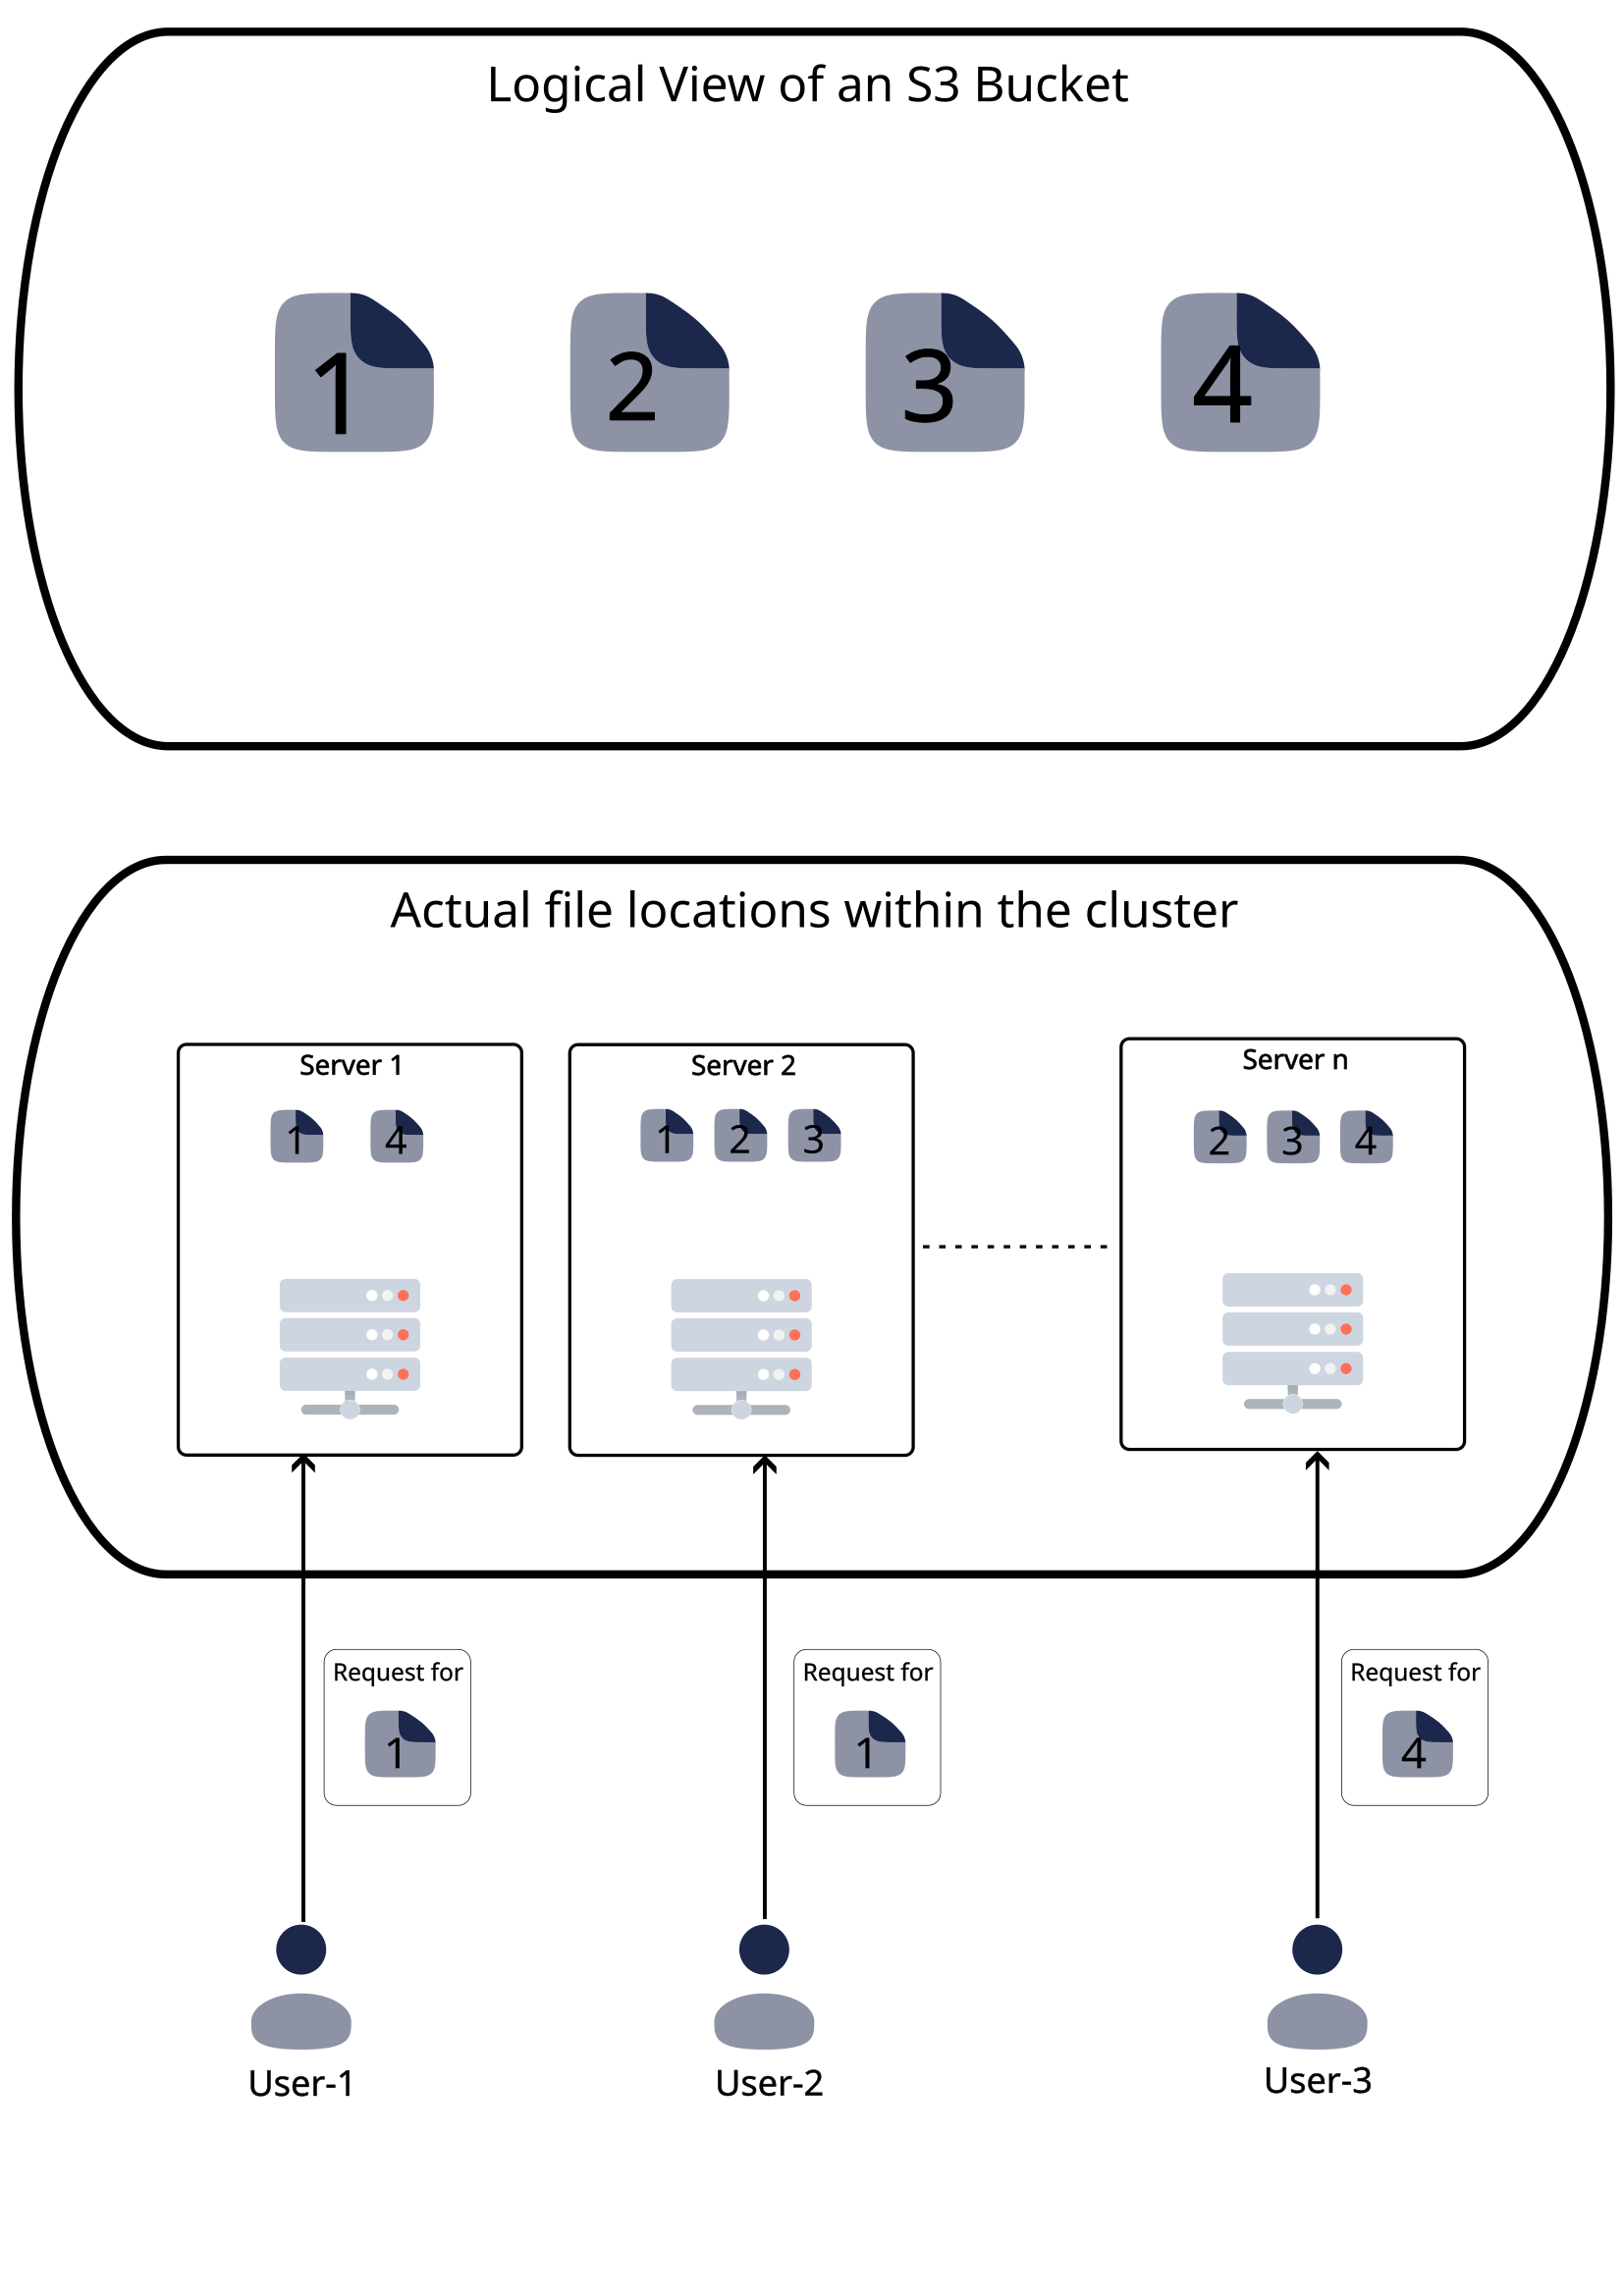 Logical View of an S3 Bucket
1 2 3 4
Actual file locations within the cluster
Server 1 Server 2 Server n
1 4 1 2 3 2 3 4
Request for Request for Request for
1 1 4
User-1 User-2 User-3